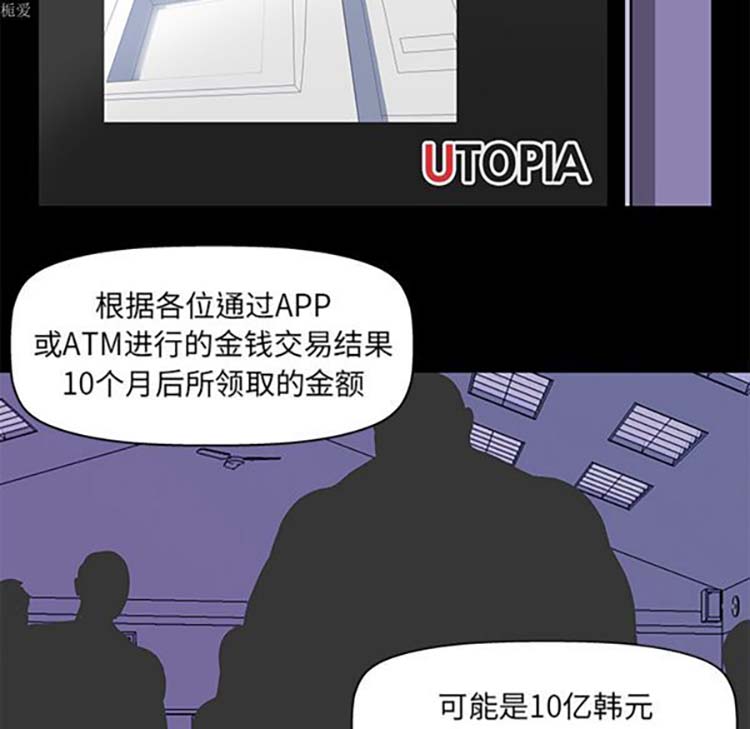 栀爱
UTOPIA
根据各位通过APP
或ATM进行的金钱交易结果
10个月后所领取的金额
可能是10亿韩元